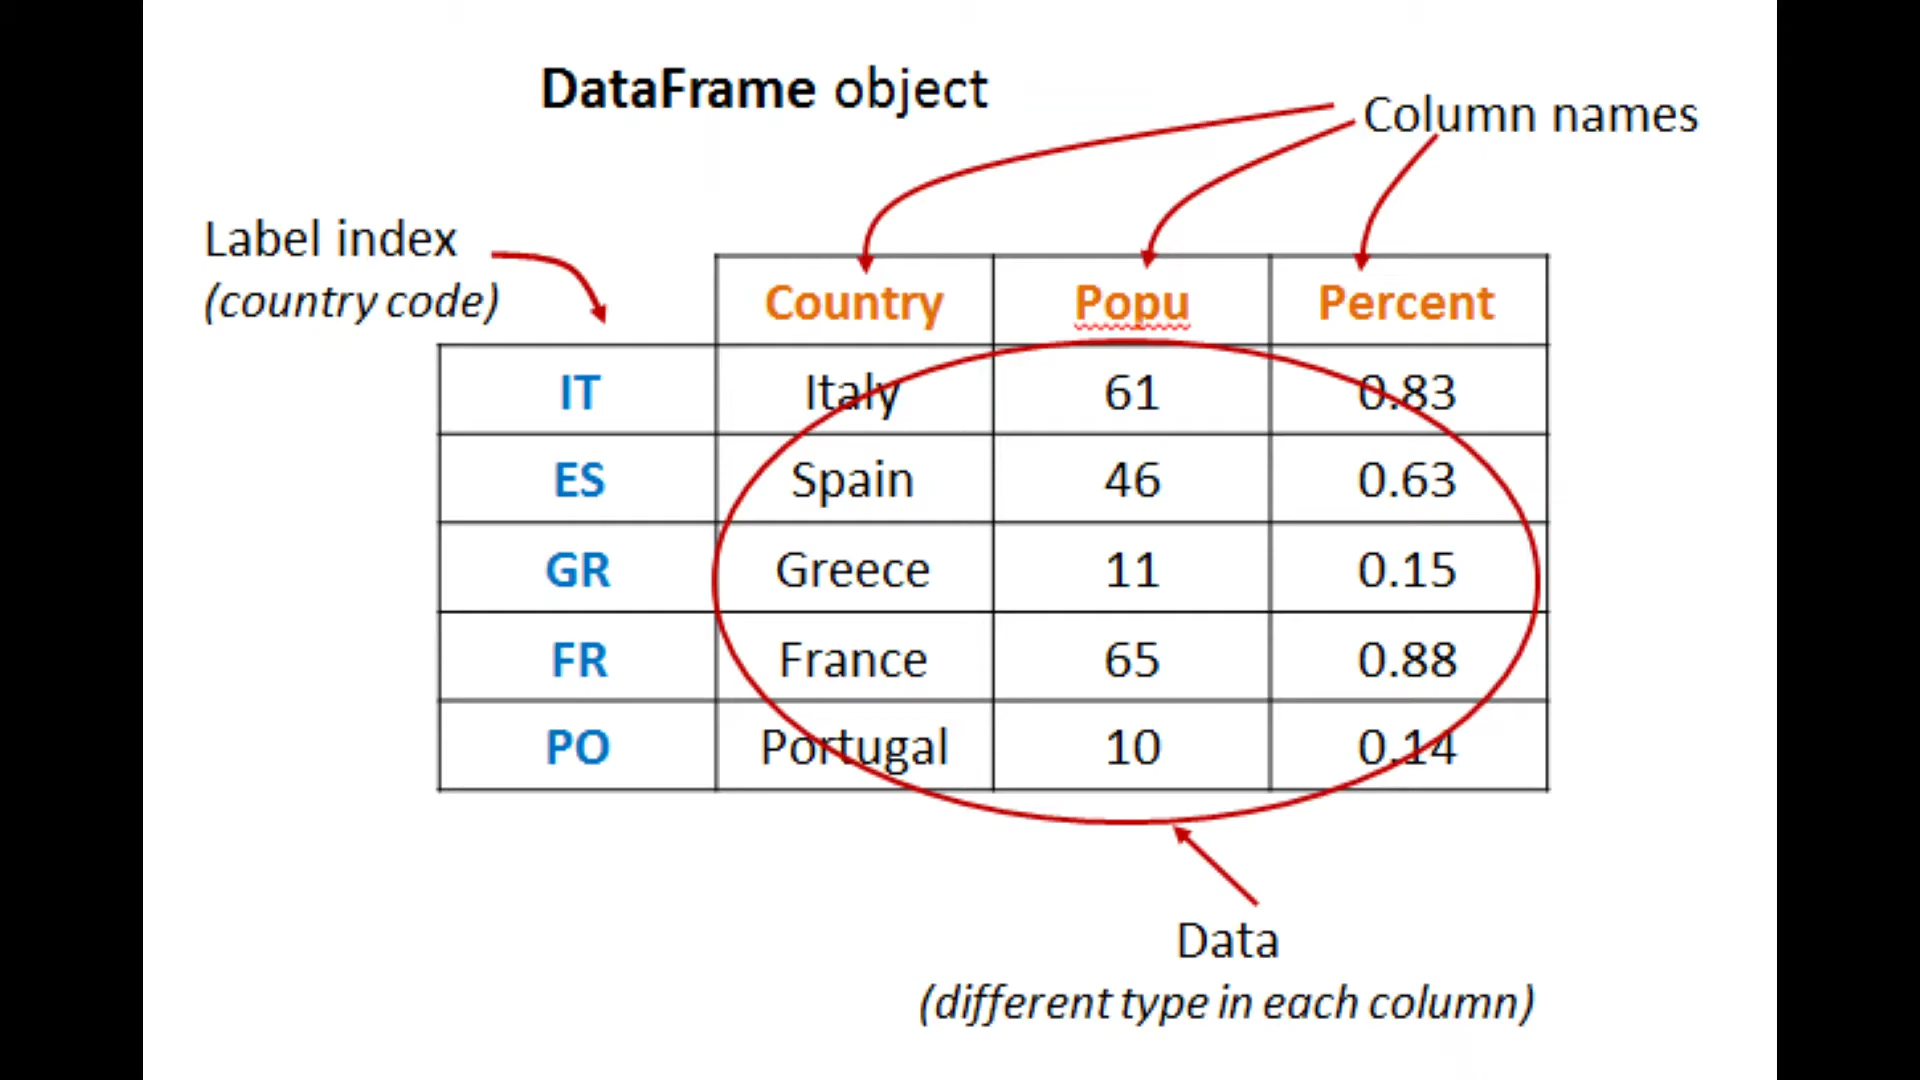 DataFrame object
Column names
Label index
(country code)
Country Popu Percent
IT Italy 61 0.83
ES Spain 46 0.63
GR Greece 11 0.15
FR France 65 0.88
PO Portugal 10 0.14
Data
(different type in each column)